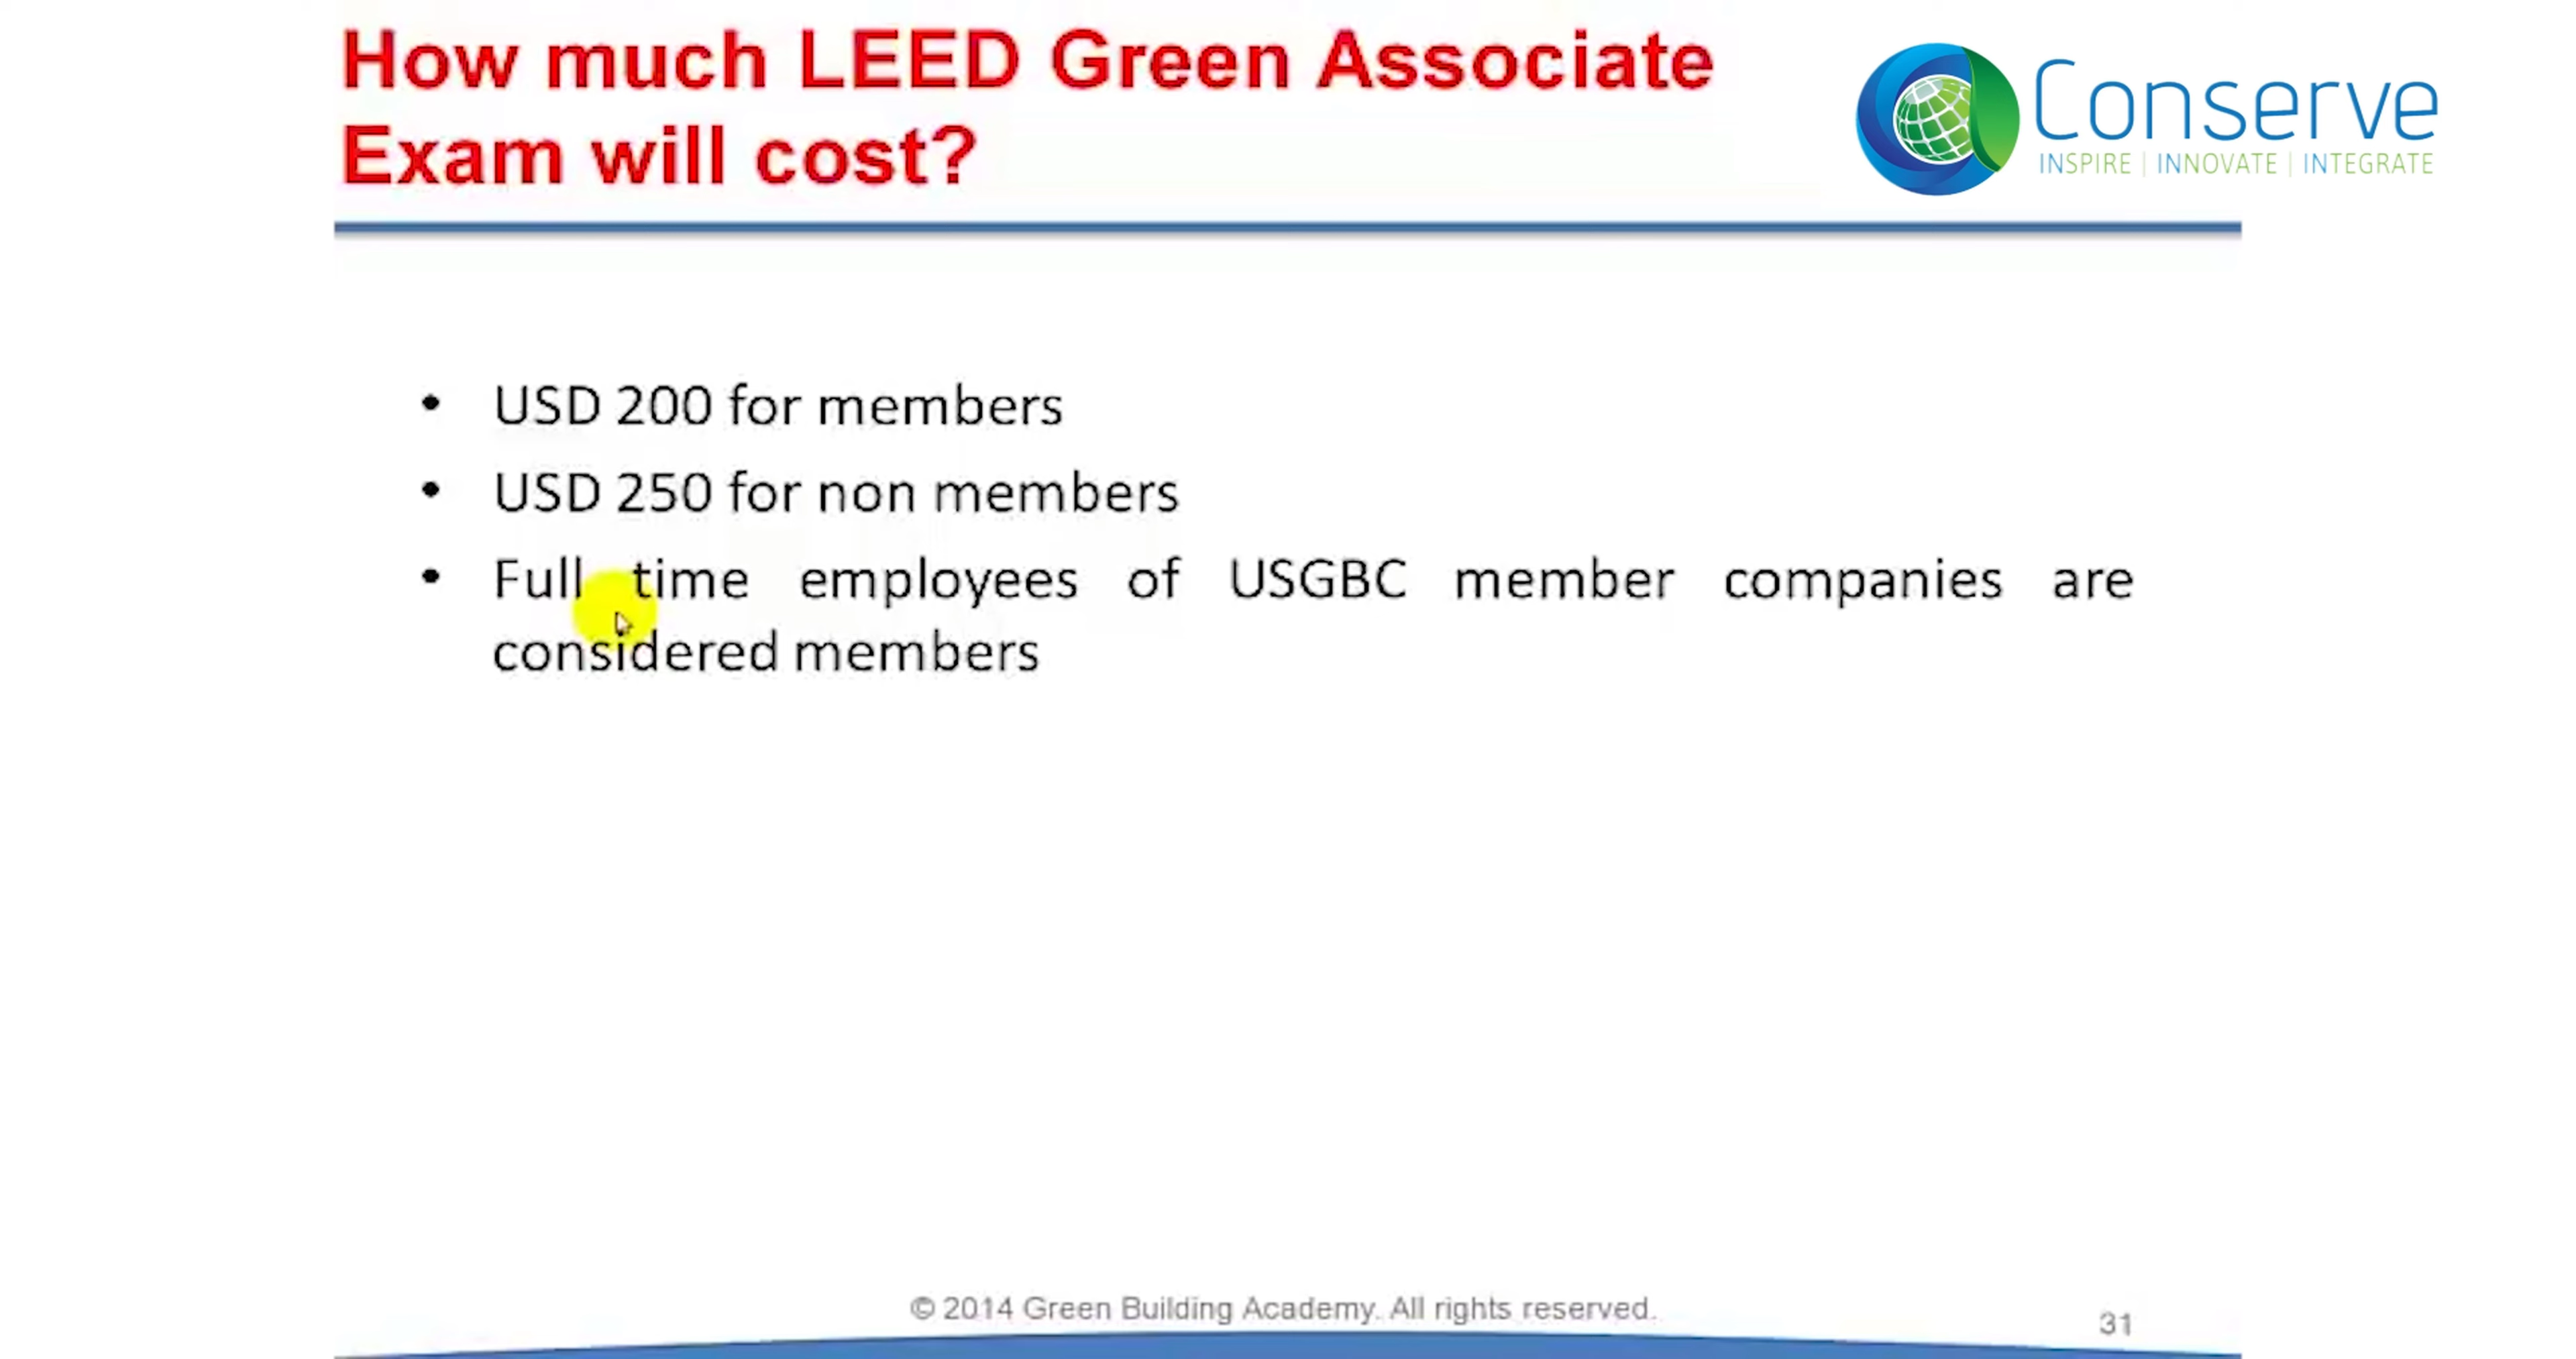 How much LEED Green Associate
Exam will cost?
Conserve
INSPIRE | INNOVATE | INTEGRATE
• USD 200 for members
• USD 250 for non members
• Full time employees of USGBC member companies are
considered members
© 2014 Green Building Academy. All rights reserved.
31